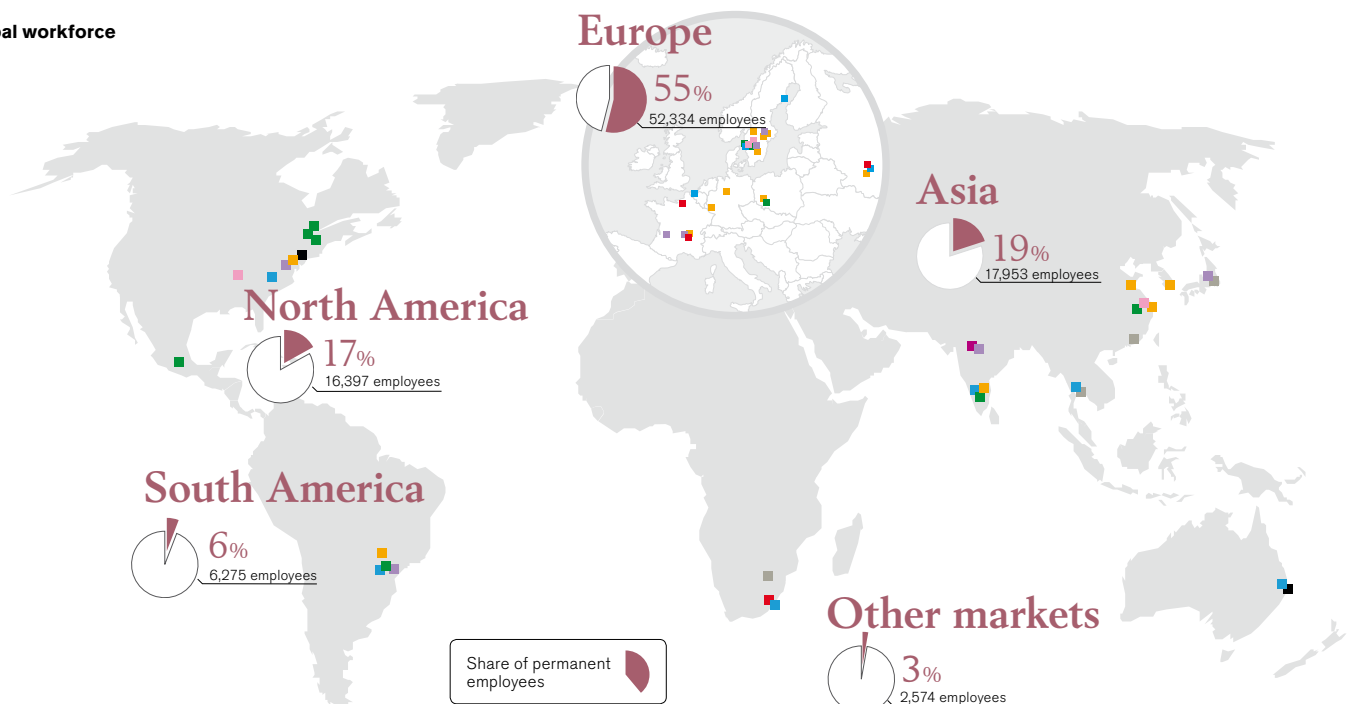 workforce
Europe
55%
52,334 employees
Asia
19%
17,953 employees
North America
17%
16,397 employees
South America
6%
6,275 employees
Other markets
3%
2,574 employees
Share of permanent
employees